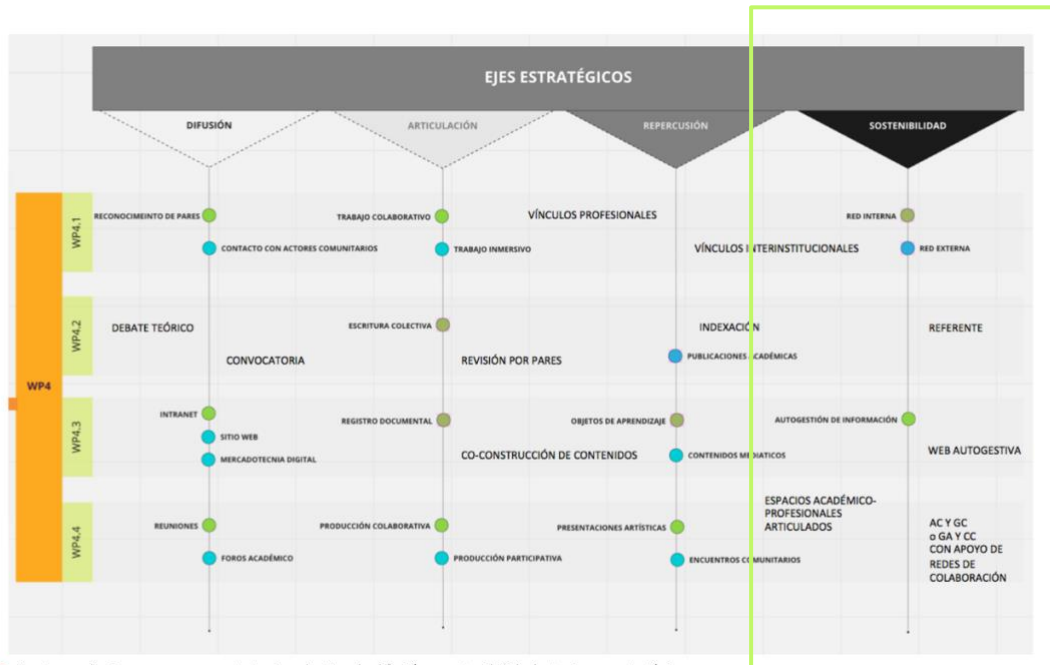 EJES ESTRATÉGICOS
DIFUSIÓN
ARTICULACIÓN
REPERCUSIÓN
SOSTENIBILIDAD
WP4
WP4.1
RECONOCIMEINTO DE PARES
TRABAJO COLABORATIVO
VÍNCULOS PROFESIONALES
RED INTERNA
CONTACTO CON ACTORES COMUNITARIOS
TRABAJO INMERSIVO
VÍNCULOS INTERINSTITUCIONALES
RED EXTERNA
WP4.2
DEBATE TEÓRICO
ESCRITURA COLECTIVA
INDEXACIÓN
REFERENTE
CONVOCATORIA
REVISIÓN POR PARES
PUBLICACIONES ACADÉMICAS
WP4.3
INTRANET
REGISTRO DOCUMENTAL
OBJETOS DE APRENDIZAJE
AUTOGESTIÓN DE INFORMACIÓN
SITIO WEB
MERCADOTECNIA DIGITAL
CO-CONSTRUCCIÓN DE CONTENIDOS
CONTENIDOS MEDIATICOS
WEB AUTOGESTIVA
WP4.4
REUNIONES
PRODUCCIÓN COLABORATIVA
PRESENTACIONES ARTÍSTICAS
ESPACIOS ACADÉMICO-
PROFESIONALES
ARTICULADOS
FOROS ACADÉMICO
PRODUCCIÓN PARTICIPATIVA
ENCUENTROS COMUNITARIOS
AC Y GC
o GA Y CC
CON APOYO DE
REDES DE
COLABORACIÓN